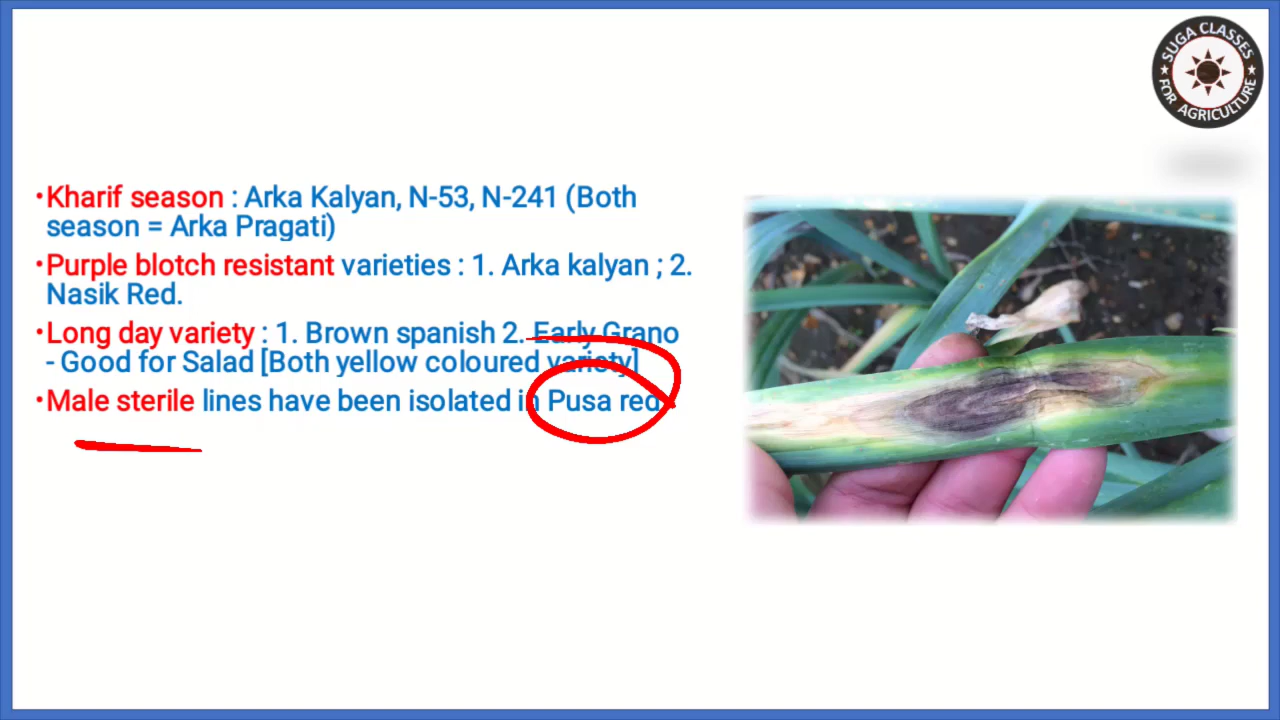 SUGA CLASSES
FOR AGRICULTURE
•Kharif season : Arka Kalyan, N-53, N-241 (Both
season = Arka Pragati)
•Purple blotch resistant varieties : 1. Arka kalyan ; 2.
Nasik Red.
•Long day variety : 1. Brown spanish 2. Early Grano
- Good for Salad [Both yellow coloured variety]
•Male sterile lines have been isolated in Pusa red